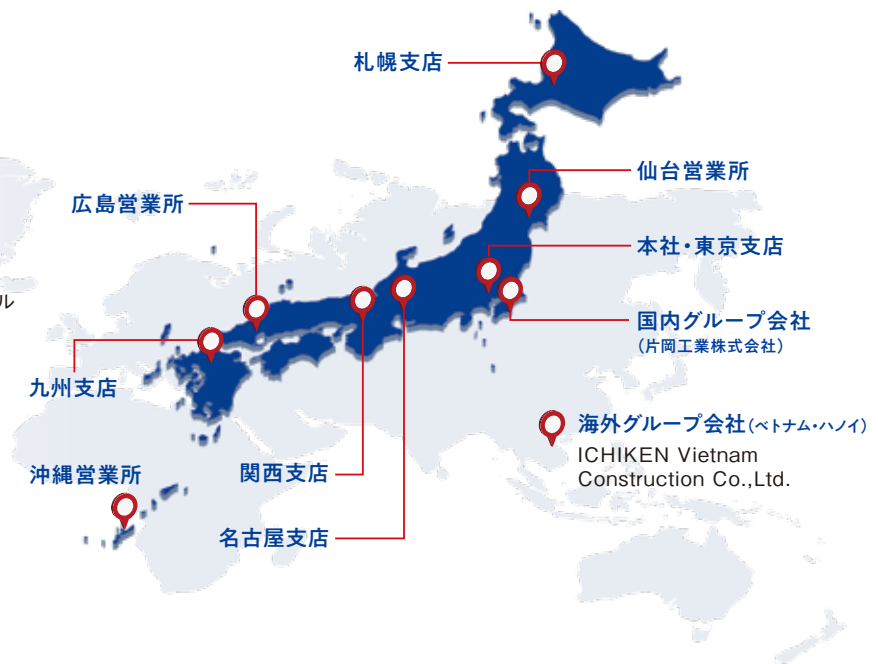 札幌支店
仙台営業所
広島営業所
本社・東京支店
ル
国内グループ会社
(片岡工業株式会社)
九州支店
海外グループ会社(ベトナム・ハノイ)
ICHIKEN Vietnam
Construction Co.,Ltd.
沖縄営業所
関西支店
名古屋支店